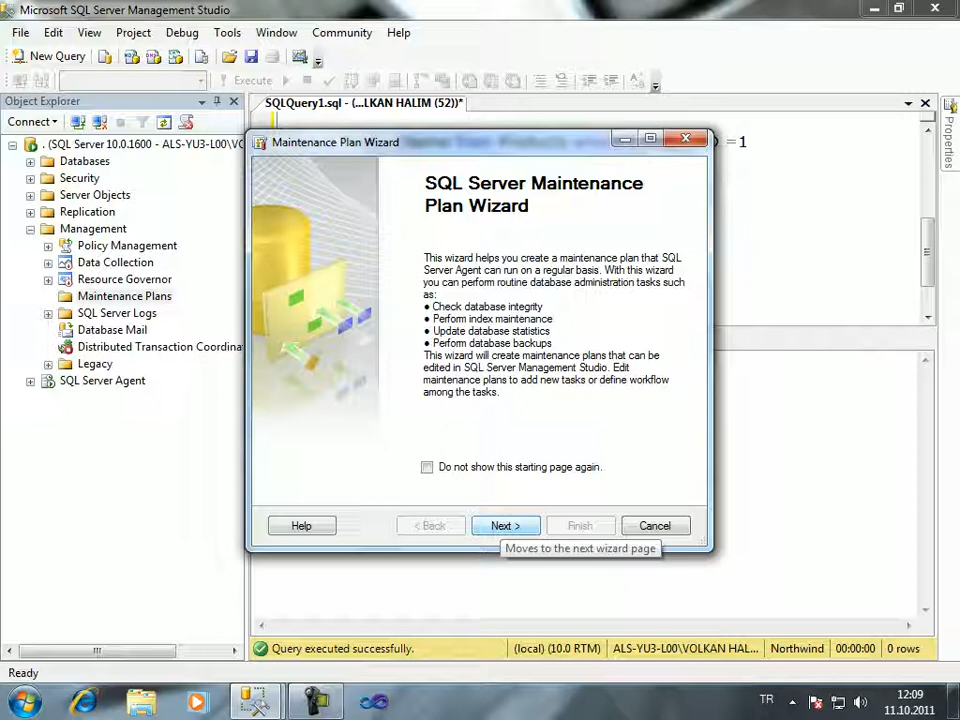 Microsoft SQL Server Management Studio
File Edit View Project Debug Tools Window Community Help
New Query
Execute
Object Explorer
SQLQuery1.sql - (...LKAN HALIM (52))*
Connect
. (SQL Server 10.0.1600 - ALS-YU3-L00\VO
Databases
Security
Server Objects
Replication
Management
Policy Management
Data Collection
Resource Governor
Maintenance Plans
SQL Server Logs
Database Mail
Distributed Transaction Coordina
Legacy
SQL Server Agent
=1
Properties
Maintenance Plan Wizard
SQL Server Maintenance
Plan Wizard
This wizard helps you create a maintenance plan that SQL
Server Agent can run on a regular basis. With this wizard
you can perform routine database administration tasks such
as:
● Check database integrity
● Perform index maintenance
● Update database statistics
● Perform database backups
This wizard will create maintenance plans that can be
edited in SQL Server Management Studio. Edit
maintenance plans to add new tasks or define workflow
among the tasks.
Do not show this starting page again.
Help < Back Next > Finish Cancel
Moves to the next wizard page
Query executed successfully. (local) (10.0 RTM) ALS-YU3-L00\VOLKAN HAL... Northwind 00:00:00 0 rows
Ready
TR
12:09
11.10.2011